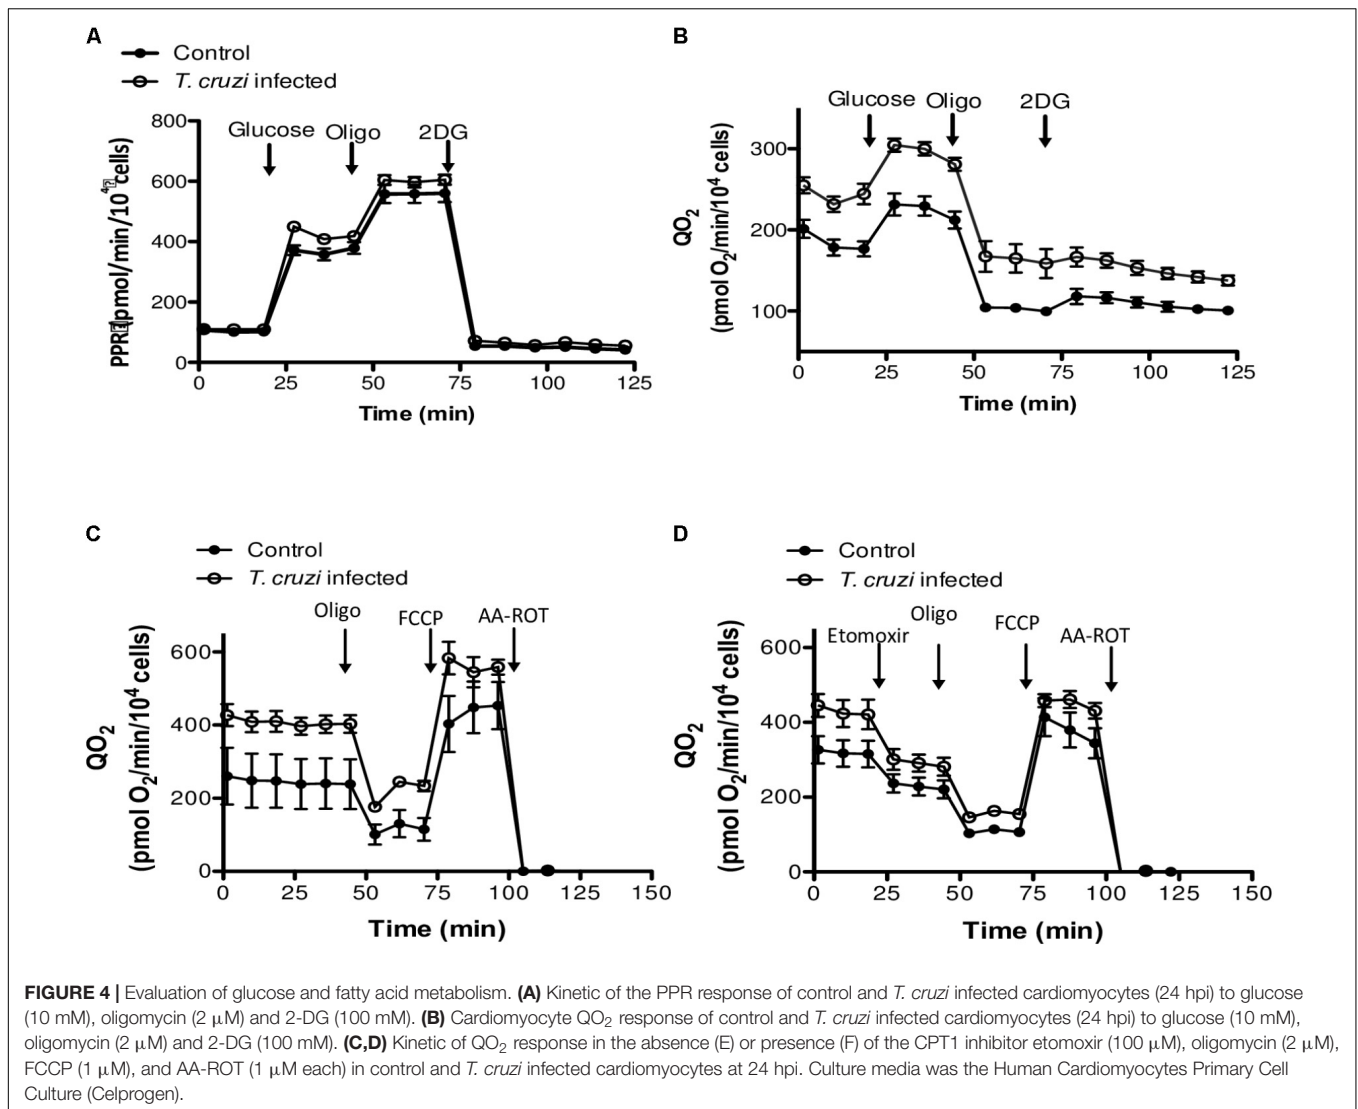 A
Control
T. cruzi infected
800
600
400
200
0
PPR (pmol/min/10⁴ cells)
Glucose
Oligo
2DG
0 25 50 75 100 125
Time (min)
B
Glucose Oligo 2DG
300
200
100
QO₂
(pmol O₂/min/10⁴ cells)
0 25 50 75 100 125
Time (min)
C
Control
T. cruzi infected
Oligo
FCCP
AA-ROT
600
400
200
0
QO₂
(pmol O₂/min/10⁴ cells)
0 25 50 75 100 125 150
Time (min)
D
Control
T. cruzi infected
Etomoxir
Oligo
FCCP
AA-ROT
600
400
200
0
QO₂
(pmol O₂/min/10⁴ cells)
0 25 50 75 100 125 150
Time (min)
FIGURE 4 | Evaluation of glucose and fatty acid metabolism. (A) Kinetic of the PPR response of control and T. cruzi infected cardiomyocytes (24 hpi) to glucose
(10 mM), oligomycin (2 μM) and 2-DG (100 mM). (B) Cardiomyocyte QO₂ response of control and T. cruzi infected cardiomyocytes (24 hpi) to glucose (10 mM),
oligomycin (2 μM) and 2-DG (100 mM). (C,D) Kinetic of QO₂ response in the absence (E) or presence (F) of the CPT1 inhibitor etomoxir (100 μM), oligomycin (2 μM),
FCCP (1 μM), and AA-ROT (1 μM each) in control and T. cruzi infected cardiomyocytes at 24 hpi. Culture media was the Human Cardiomyocytes Primary Cell
Culture (Celprogen).